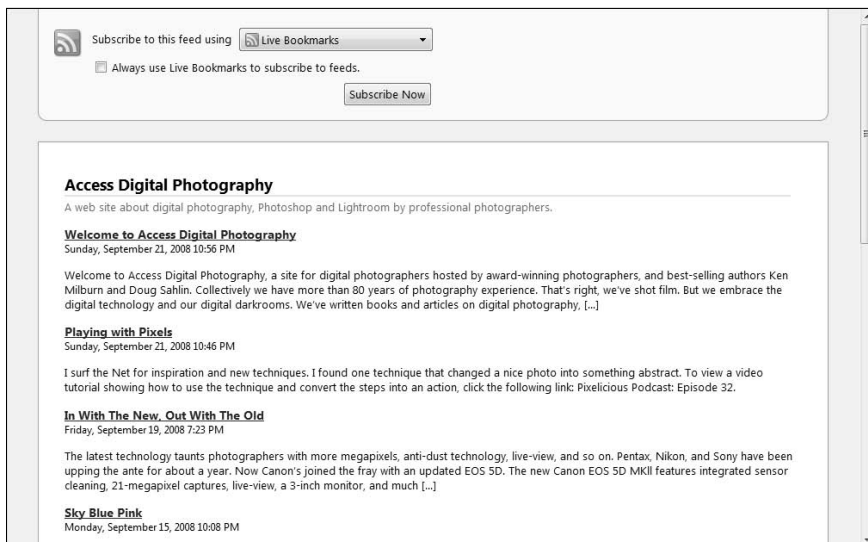 Subscribe to this feed using Live Bookmarks
Always use Live Bookmarks to subscribe to feeds.
Subscribe Now
Access Digital Photography
A web site about digital photography, Photoshop and Lightroom by professional photographers.
Welcome to Access Digital Photography
Sunday, September 21, 2008 10:56 PM
Welcome to Access Digital Photography, a site for digital photographers hosted by award-winning photographers, and best-selling authors Ken
Milburn and Doug Sahlin. Collectively we have more than 80 years of photography experience. That's right, we've shot film. But we embrace the
digital technology and our digital darkrooms. We've written books and articles on digital photography, [...]
Playing with Pixels
Sunday, September 21, 2008 10:46 PM
I surf the Net for inspiration and new techniques. I found one technique that changed a nice photo into something abstract. To view a video
tutorial showing how to use the technique and convert the steps into an action, click the following link: Pixelicious Podcast: Episode 32.
In With The New, Out With The Old
Friday, September 19, 2008 7:23 PM
The latest technology taunts photographers with more megapixels, anti-dust technology, live-view, and so on. Pentax, Nikon, and Sony have been
upping the ante for about a year. Now Canon's joined the fray with an updated EOS 5D. The new Canon EOS 5D MKII features integrated sensor
cleaning, 21-megapixel captures, live-view, a 3-inch monitor, and much [...]
Sky Blue Pink
Monday, September 15, 2008 10:08 PM